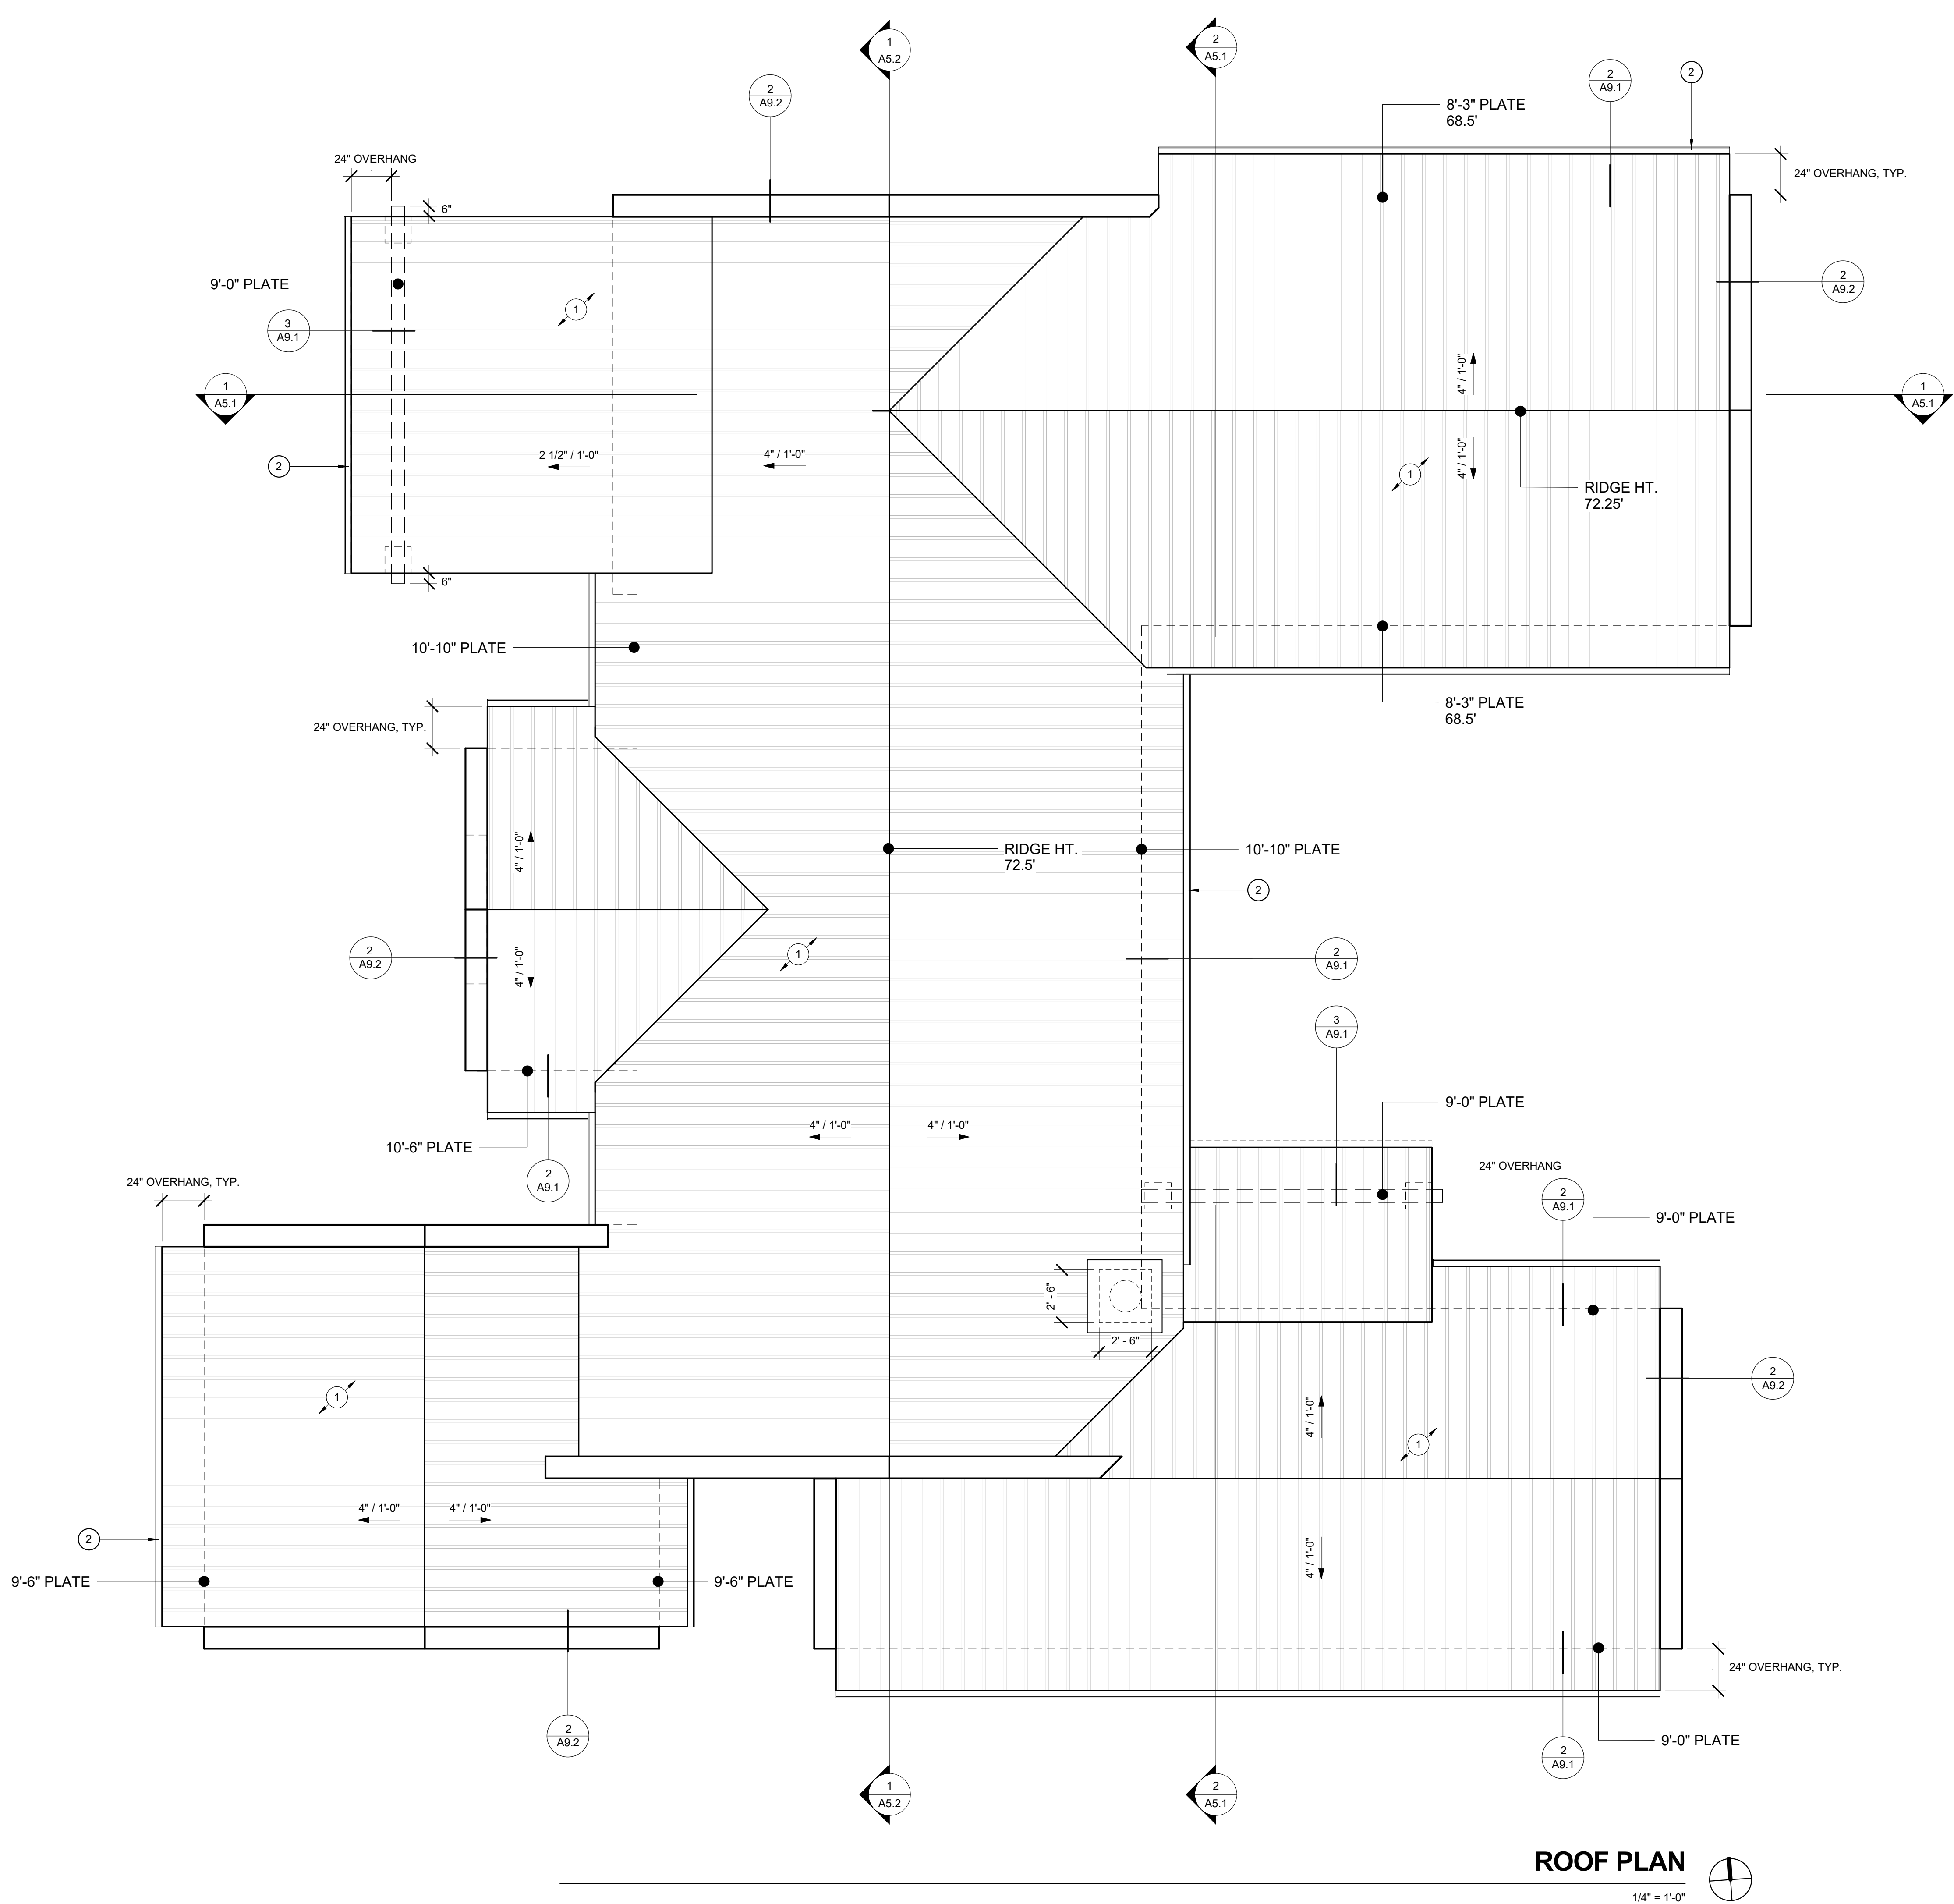 1
A5.2
2
A5.1
2
A9.2
2
A9.1
2
8'-3" PLATE
68.5'
24" OVERHANG
24" OVERHANG, TYP.
6"
9'-0" PLATE
1
2
A9.2
3
A9.1
1
A5.1
4" / 1'-0"
1
A5.1
2
2 1/2" / 1'-0"
4" / 1'-0"
4" / 1'-0"
1
RIDGE HT.
72.25'
6"
10'-10" PLATE
8'-3" PLATE
68.5'
24" OVERHANG, TYP.
4" / 1'-0"
RIDGE HT.
72.5'
10'-10" PLATE
2
2
A9.2
4" / 1'-0"
1
2
A9.1
3
A9.1
9'-0" PLATE
4" / 1'-0"
4" / 1'-0"
10'-6" PLATE
2
A9.1
24" OVERHANG
24" OVERHANG, TYP.
2
A9.1
9'-0" PLATE
2' - 6"
2' - 6"
2
A9.2
1
4" / 1'-0"
1
4" / 1'-0"
4" / 1'-0"
2
4" / 1'-0"
9'-6" PLATE
9'-6" PLATE
24" OVERHANG, TYP.
2
A9.2
2
A9.1
9'-0" PLATE
1
A5.2
2
A5.1
ROOF PLAN
1/4" = 1'-0"